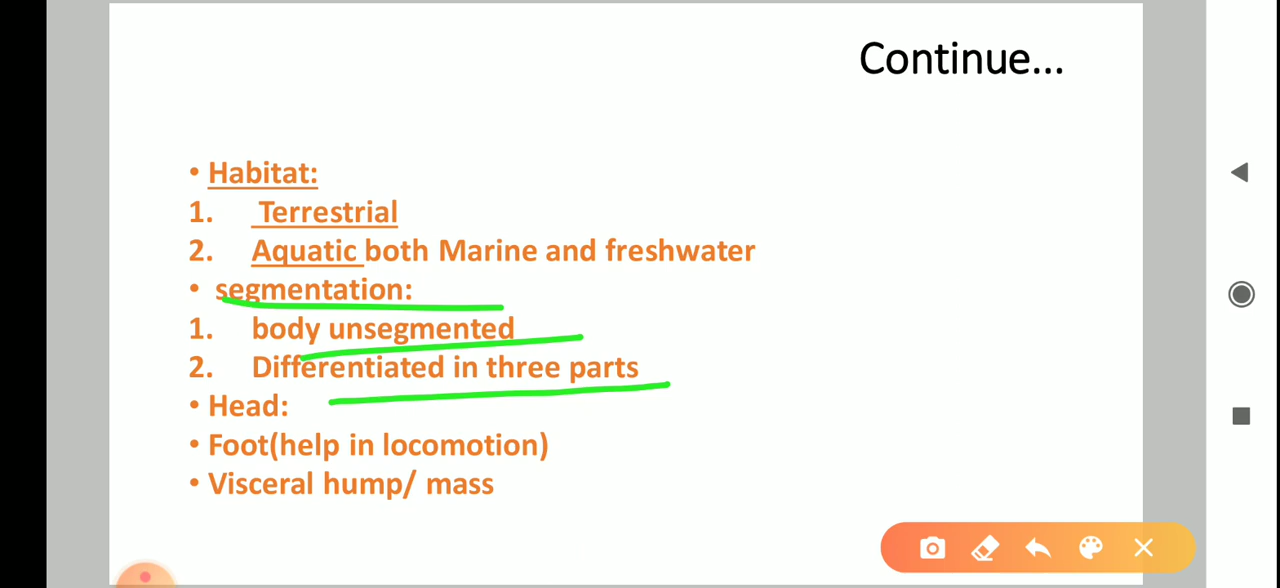 Continue...
• Habitat:
1. Terrestrial
2. Aquatic both Marine and freshwater
• segmentation:
1. body unsegmented
2. Differentiated in three parts
• Head:
• Foot(help in locomotion)
• Visceral hump/ mass